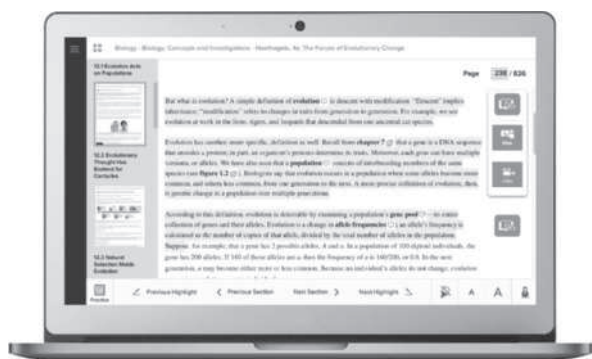 Biology - Biology: Concepts and Investigations - Hoefnagels, 4e. The Forces of Evolutionary Change
12.1 Evolution Acts
on Populations
Page 238 / 826
But what is evolution? A simple definition of evolution is descent with modification. "Descent" implies
inheritance; "modification" refers to changes in traits from generation to generation. For example, we see
evolution at work in the lions, tigers, and leopards that descended from one ancestral cat species.
12.2 Evolutionary
Thought Has
Evolved for
Centuries
Evolution has another more specific, definition as well. Recall from chapter 7 that a gene is a DNA sequence
that encodes a protein; in part, an organism's proteins determine its traits. Moreover, each gene can have multiple
versions, or alleles. We have also seen that a population consists of interbreeding members of the same
species (see figure 1.2). Biologists say that evolution occurs in a population when some alleles become more
common, and others less common, from one generation to the next. A more precise definition of evolution, then,
is genetic change in a population over multiple generations.
According to this definition, evolution is detectable by examining a population's gene pool — its entire
collection of genes and their alleles. Evolution is a change in allele frequencies; an allele's frequency is
calculated as the number of copies of that allele, divided by the total number of alleles in the population.
Suppose, for example, that a gene has 2 possible alleles, A and a. In a population of 100 diploid individuals, the
gene has 200 alleles. If 160 of those alleles are a, then the frequency of a is 160/200, or 0.8. In the next
generation, a may become either more or less common. Because an individual's alleles do not change, evolution
12.3 Natural
Selection Molds
Evolution
Practice
Previous Highlight
Previous Section
Next Section
Next Highlight
A
A